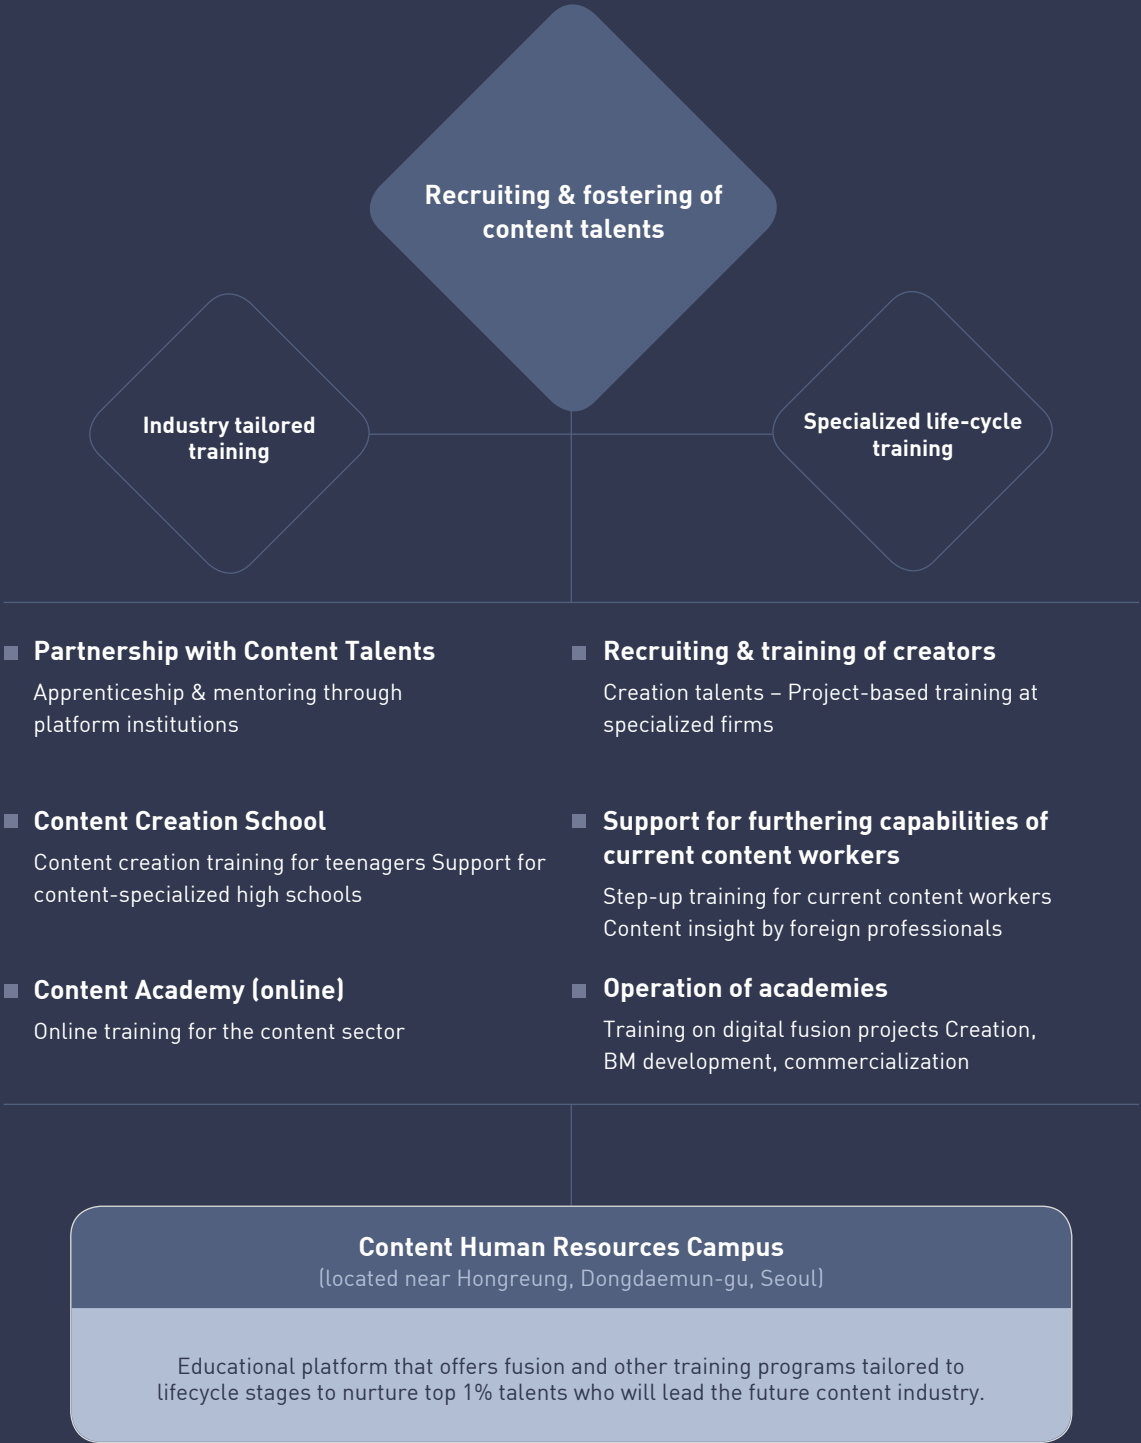 Recruiting & fostering of
content talents
Industry tailored
training
Specialized life-cycle
training
Partnership with Content Talents
Apprenticeship & mentoring through
platform institutions
Content Creation School
Content creation training for teenagers Support for
content-specialized high schools
Content Academy (online)
Online training for the content sector
Recruiting & training of creators
Creation talents – Project-based training at
specialized firms
Support for furthering capabilities of
current content workers
Step-up training for current content workers
Content insight by foreign professionals
Operation of academies
Training on digital fusion projects Creation,
BM development, commercialization
Content Human Resources Campus
(located near Hongreung, Dongdaemun-gu, Seoul)
Educational platform that offers fusion and other training programs tailored to
lifecycle stages to nurture top 1% talents who will lead the future content industry.